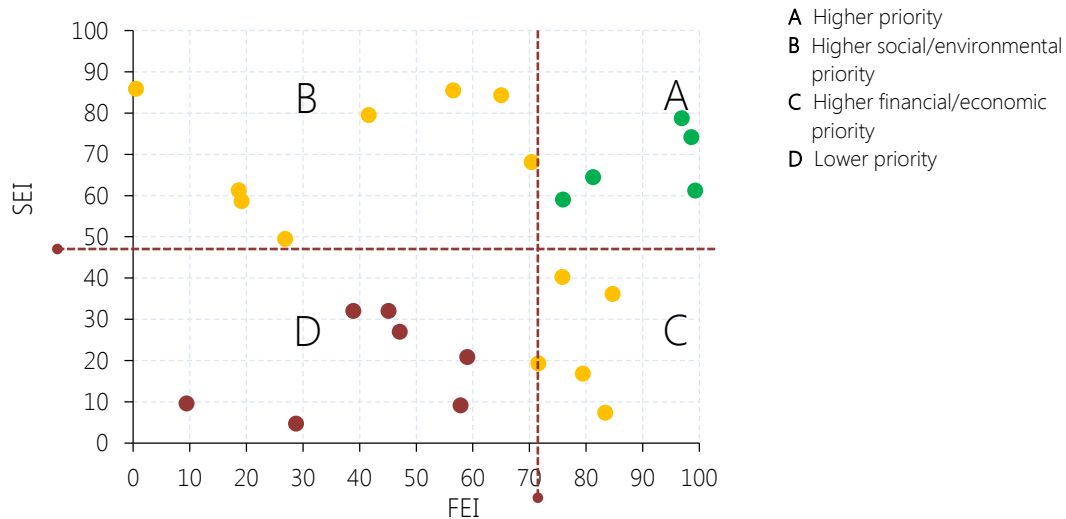 100
90
80
70
60
50
40
30
20
10
0
SEI
B
A
D
C
0 10 20 30 40 50 60 70 80 90 100
FEI
A Higher priority
B Higher social/environmental
priority
C Higher financial/economic
priority
D Lower priority